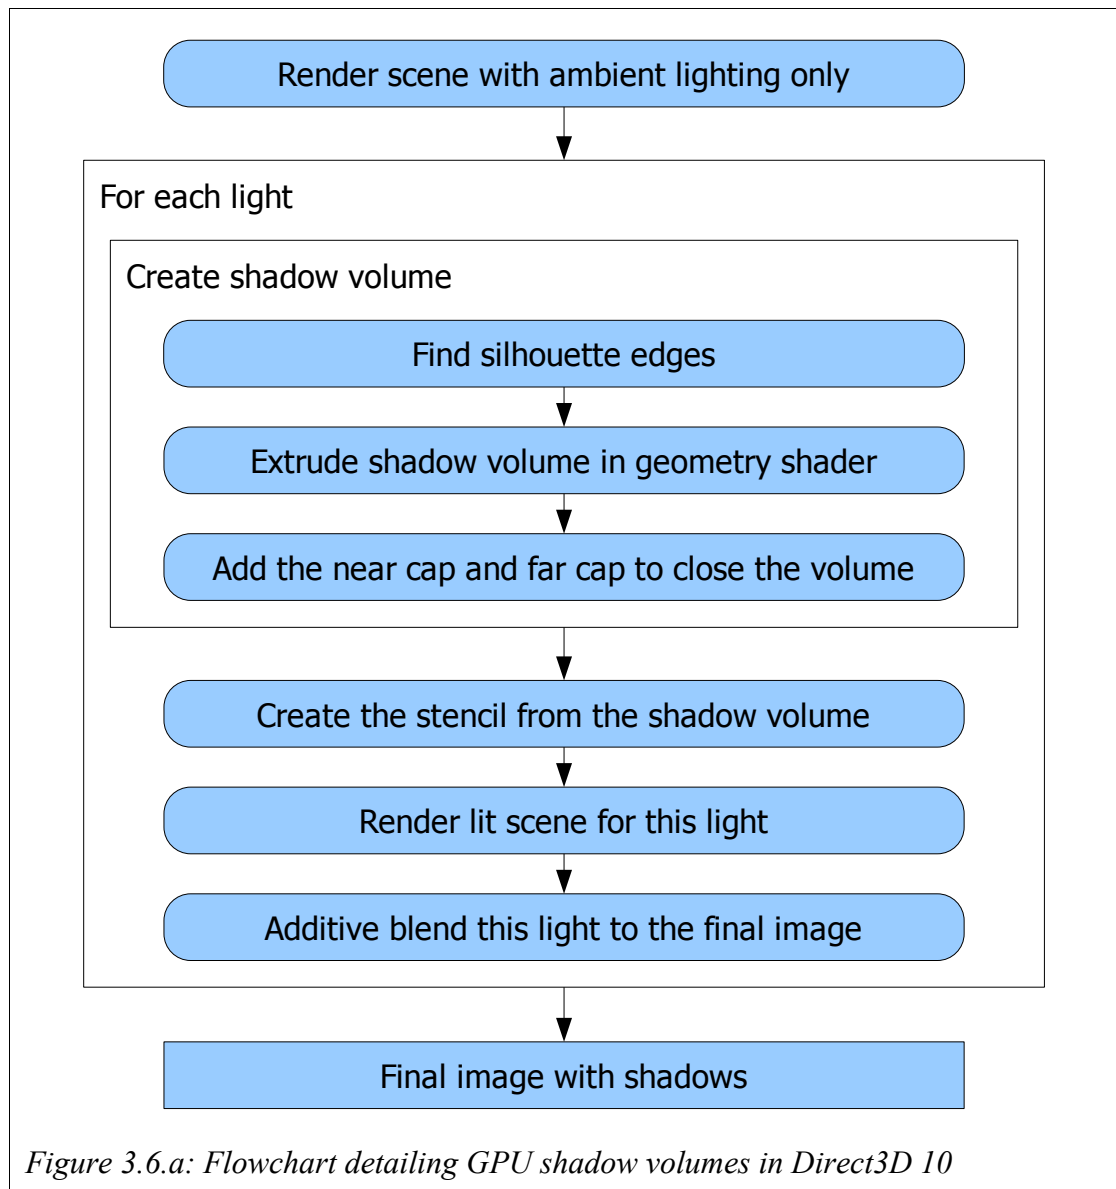 Render scene with ambient lighting only
For each light
Create shadow volume
Find silhouette edges
Extrude shadow volume in geometry shader
Add the near cap and far cap to close the volume
Create the stencil from the shadow volume
Render lit scene for this light
Additive blend this light to the final image
Final image with shadows
Figure 3.6.a: Flowchart detailing GPU shadow volumes in Direct3D 10